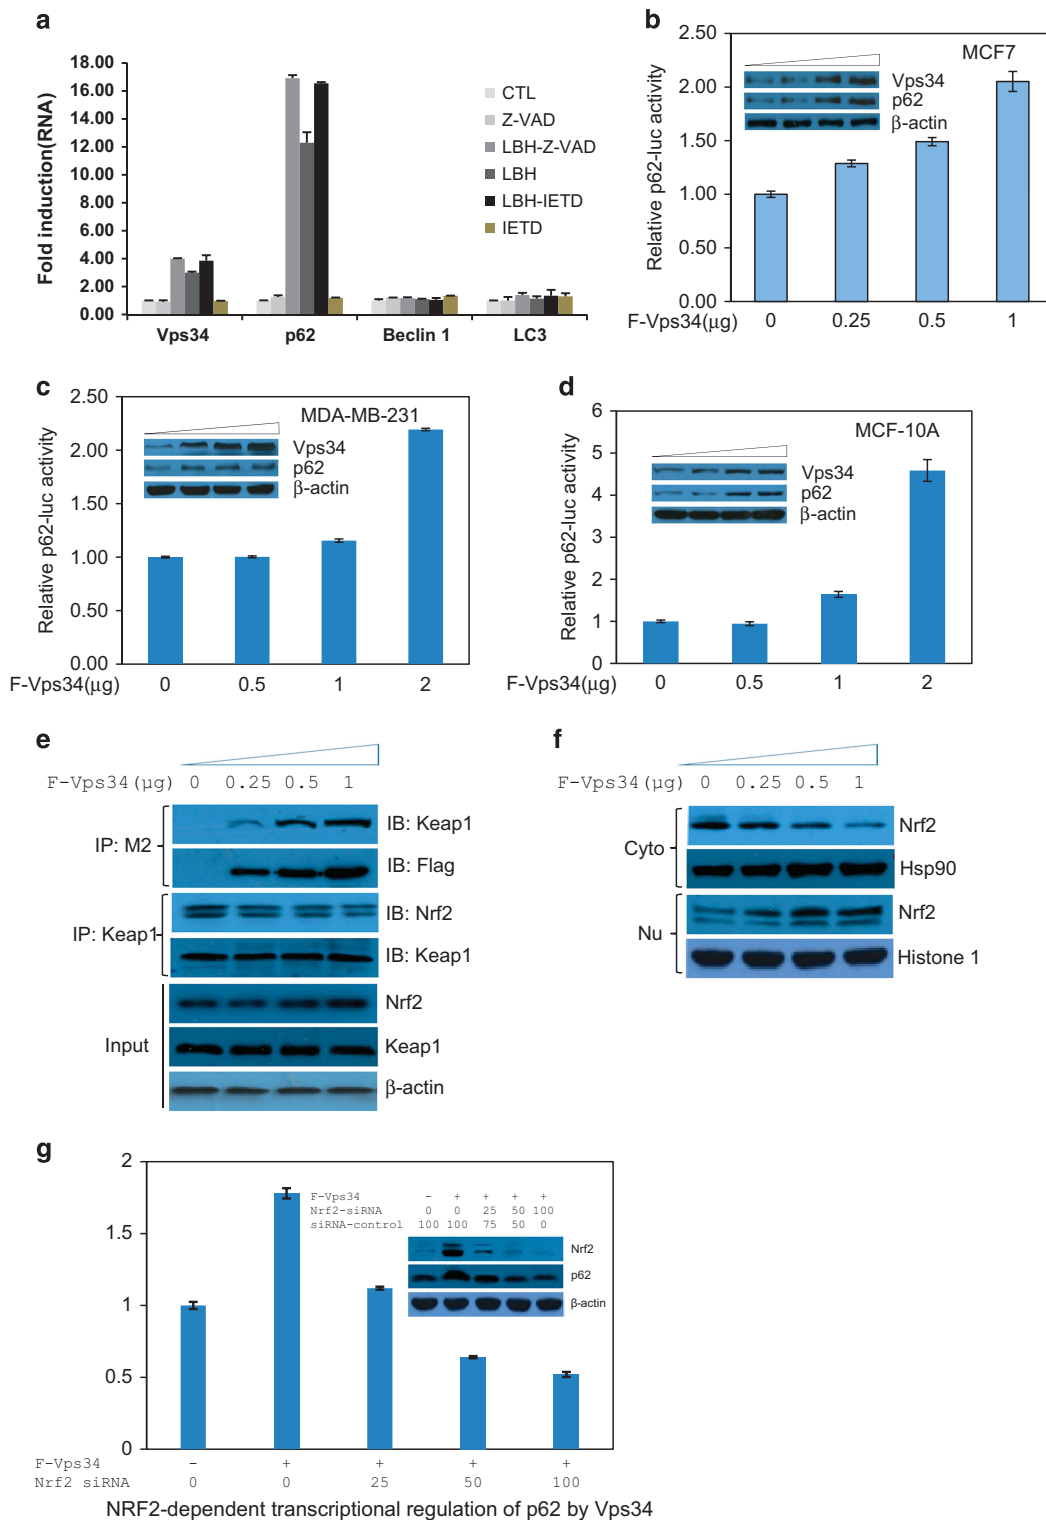 a
Fold induction(RNA)
18.00
16.00
14.00
12.00
10.00
8.00
6.00
4.00
2.00
0.00
Vps34 p62 Beclin 1 LC3
CTL
Z-VAD
LBH-Z-VAD
LBH
LBH-IETD
IETD
b
Relative p62-luc activity
2.50
2.00
1.50
1.00
0.50
0.00
MCF7
Vps34
p62
β-actin
F-Vps34(μg) 0 0.25 0.5 1
c
Relative p62-luc activity
2.50
2.00
1.50
1.00
0.50
0.00
MDA-MB-231
Vps34
p62
β-actin
F-Vps34(μg) 0 0.5 1 2
d
Relative p62-luc activity
6
5
4
3
2
1
0
MCF-10A
Vps34
p62
β-actin
F-Vps34(μg) 0 0.5 1 2
e
F-Vps34(μg) 0 0.25 0.5 1
IP: M2
IB: Keap1
IB: Flag
IP: Keap1
IB: Nrf2
IB: Keap1
Input
Nrf2
Keap1
β-actin
f
F-Vps34(μg) 0 0.25 0.5 1
Cyto
Nrf2
Hsp90
Nu
Nrf2
Histone 1
g
2
1.5
1
0.5
0
F-Vps34 – + + + +
Nrf2-siRNA 0 0 25 50 100
siRNA-control 100 100 75 50 0
Nrf2
p62
β-actin
F-Vps34 – + + + +
Nrf2 siRNA 0 0 25 50 100
NRF2-dependent transcriptional regulation of p62 by Vps34